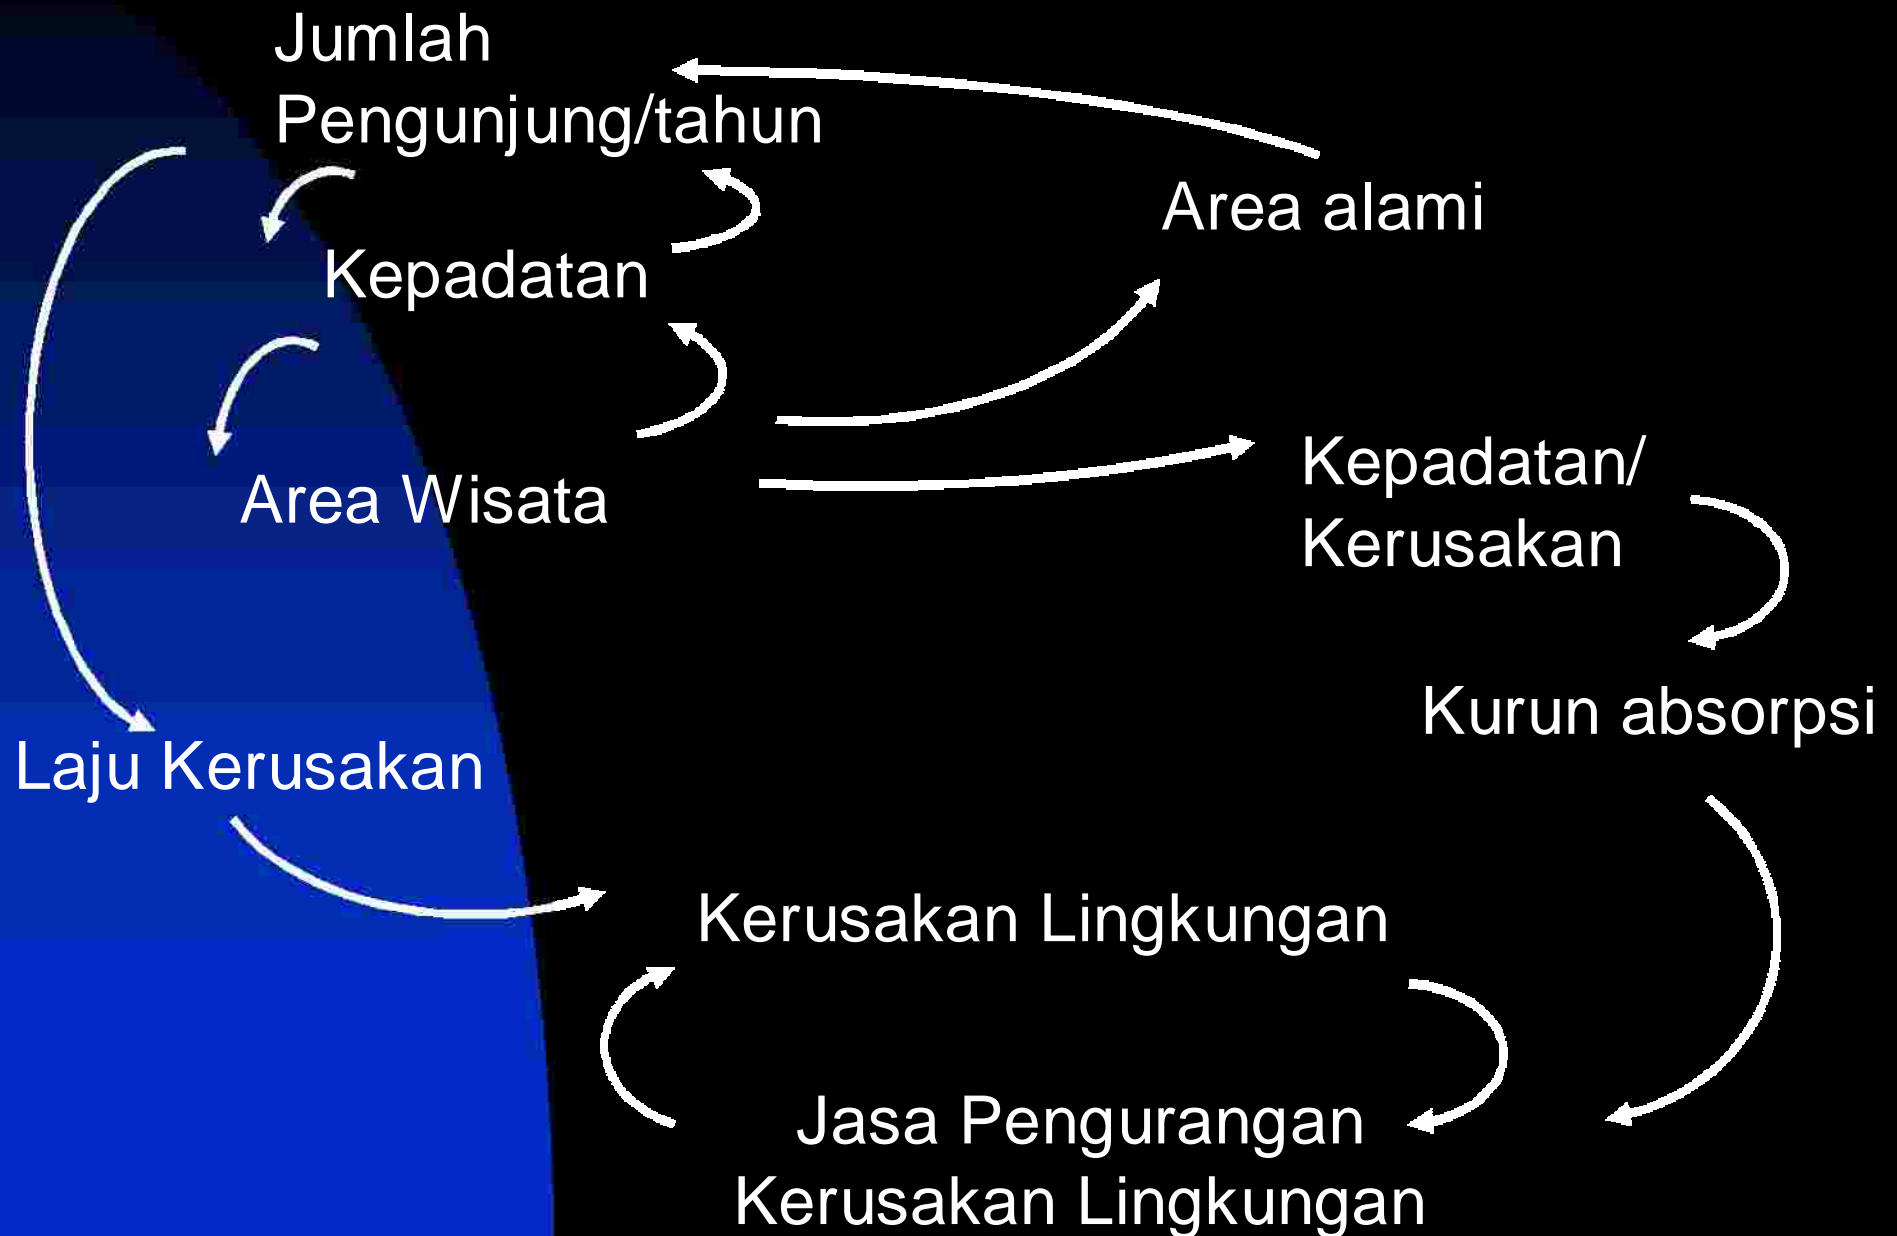 Jumlah
Pengunjung/tahun
Area alami
Kepadatan
Kepadatan/
Kerusakan
Area Wisata
Kurun absorpsi
Laju Kerusakan
Kerusakan Lingkungan
Jasa Pengurangan
Kerusakan Lingkungan